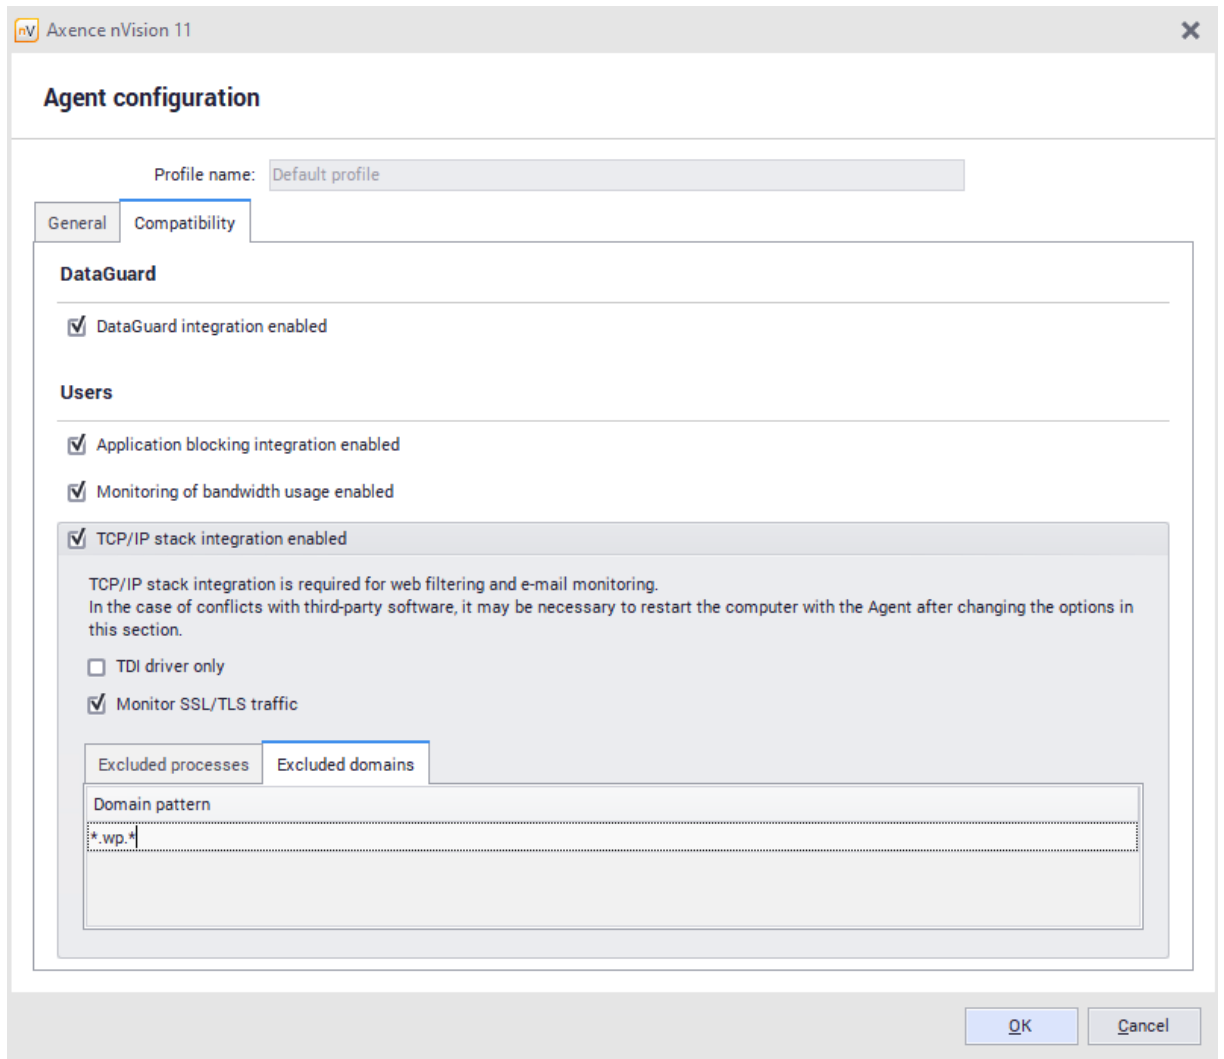 nV Axence nVision 11
Agent configuration
Profile name: Default profile
General Compatibility
DataGuard
DataGuard integration enabled
Users
Application blocking integration enabled
Monitoring of bandwidth usage enabled
TCP/IP stack integration enabled
TCP/IP stack integration is required for web filtering and e-mail monitoring.
In the case of conflicts with third-party software, it may be necessary to restart the computer with the Agent after changing the options in
this section.
TDI driver only
Monitor SSL/TLS traffic
Excluded processes Excluded domains
Domain pattern
*.wp.*
OK Cancel